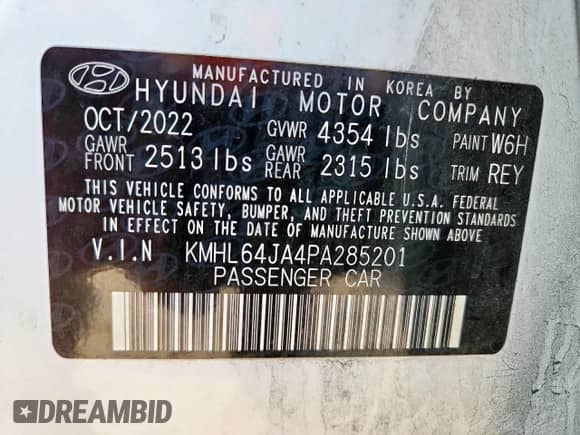 MANUFACTURED IN KOREA BY
HYUNDAI MOTOR COMPANY
OCT/2022 GVWR 4354 lbs PAINT W6H
GAWR FRONT 2513 lbs GAWR REAR 2315 lbs TRIM REY
THIS VEHICLE CONFORMS TO ALL APPLICABLE U.S.A. FEDERAL
MOTOR VEHICLE SAFETY, BUMPER, AND THEFT PREVENTION STANDARDS
IN EFFECT ON THE DATE OF MANUFACTURE SHOWN ABOVE.
V.I.N KMHL64JA4PA285201
PASSENGER CAR
DREAMBID